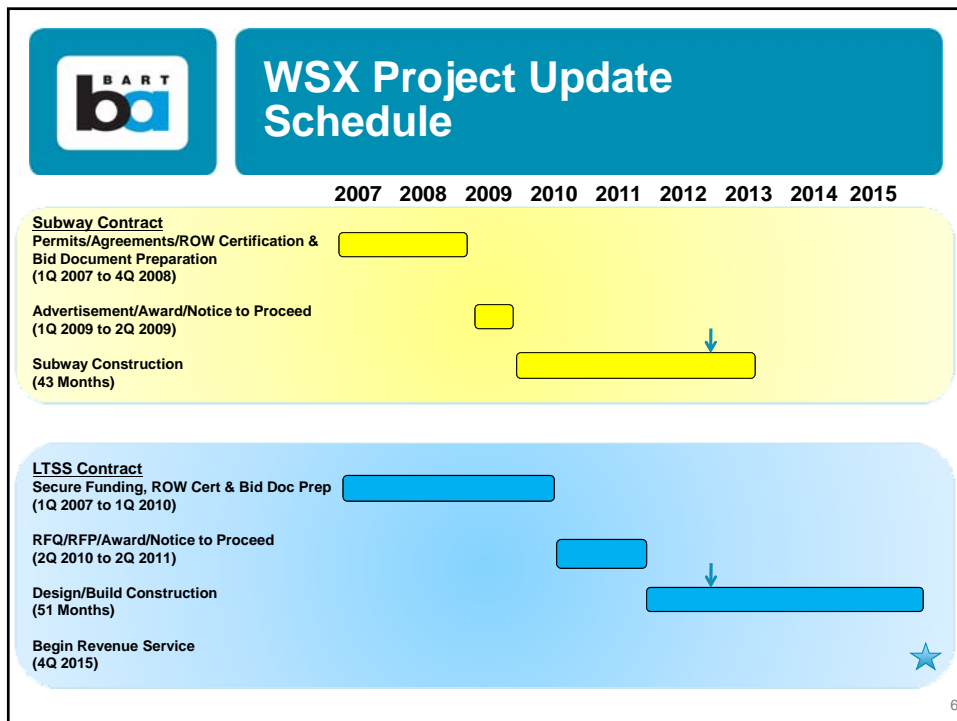 BART
ba
WSX Project Update
Schedule
2007 2008 2009 2010 2011 2012 2013 2014 2015
Subway Contract
Permits/Agreements/ROW Certification &
Bid Document Preparation
(1Q 2007 to 4Q 2008)
Advertisement/Award/Notice to Proceed
(1Q 2009 to 2Q 2009)
Subway Construction
(43 Months)
LTSS Contract
Secure Funding, ROW Cert & Bid Doc Prep
(1Q 2007 to 1Q 2010)
RFQ/RFP/Award/Notice to Proceed
(2Q 2010 to 2Q 2011)
Design/Build Construction
(51 Months)
Begin Revenue Service
(4Q 2015)
6